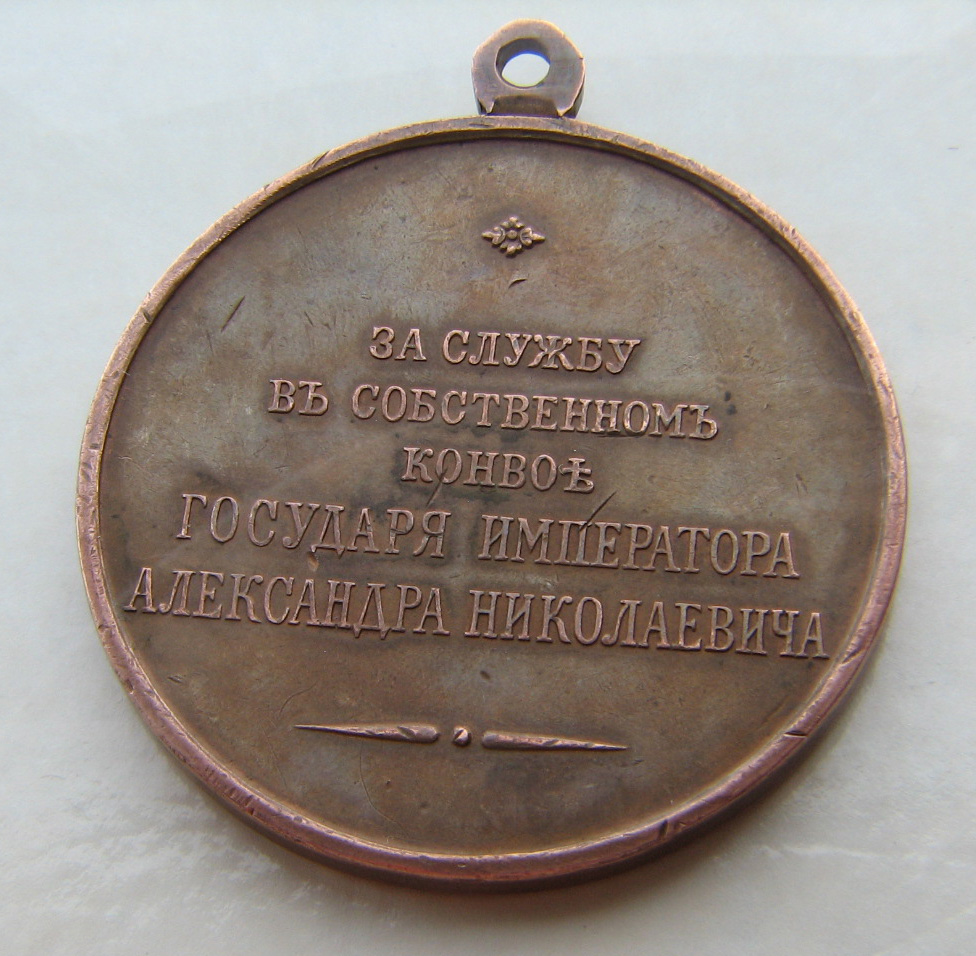 ЗА СЛУЖБУ
ВЪ СОБСТВЕННОМЪ
КОНВОѢ
ГОСУДАРЯ ИМПЕРАТОРА
АЛЕКСАНДРА НИКОЛАЕВИЧА